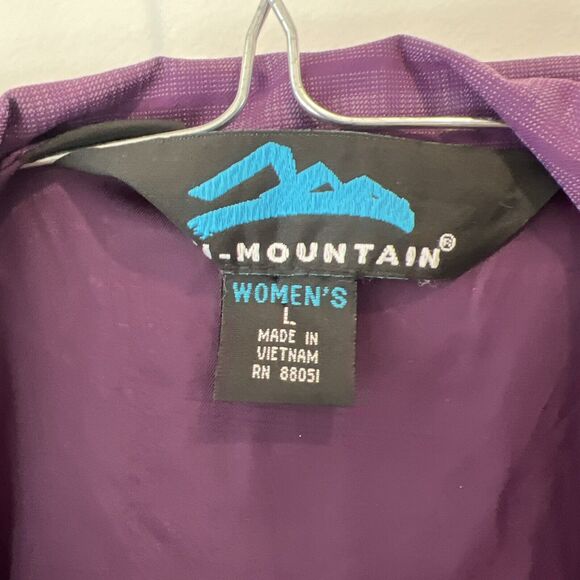 -MOUNTAIN®
WOMEN'S
L
MADE IN
VIETNAM
RN 88051